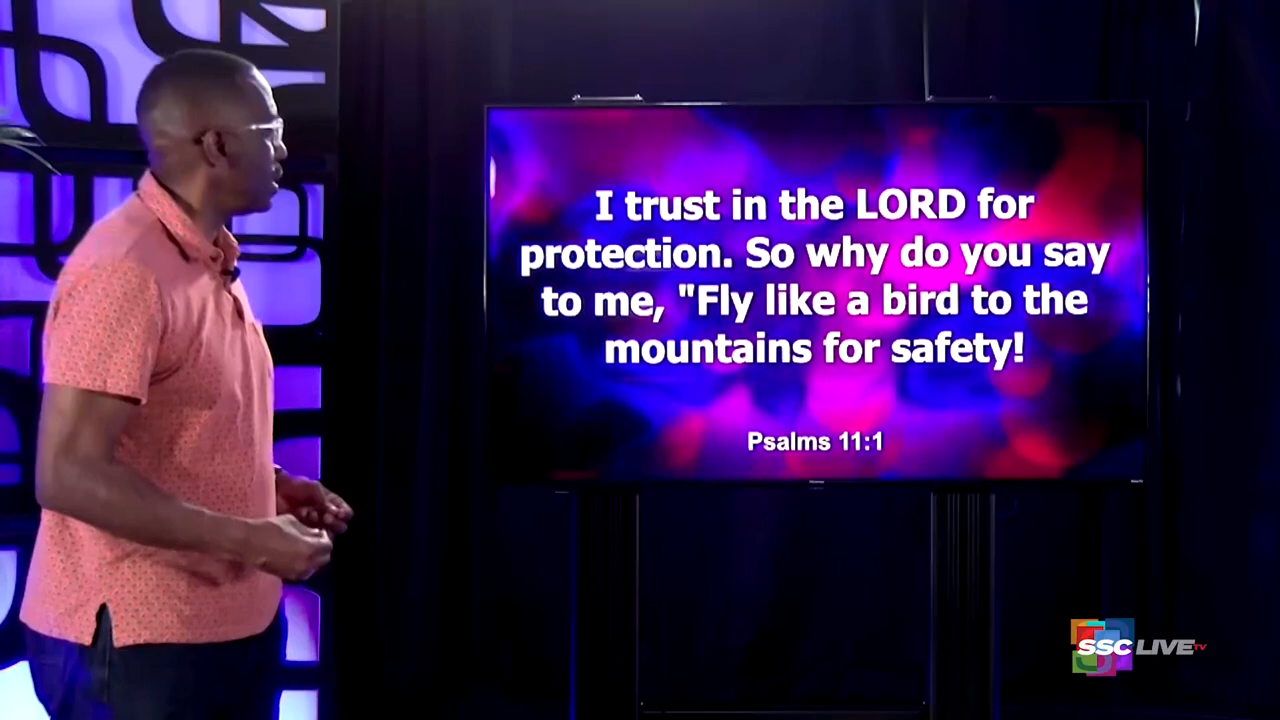 I trust in the LORD for
protection. So why do you say
to me, "Fly like a bird to the
mountains for safety!
Psalms 11:1
SSC LIVE TV